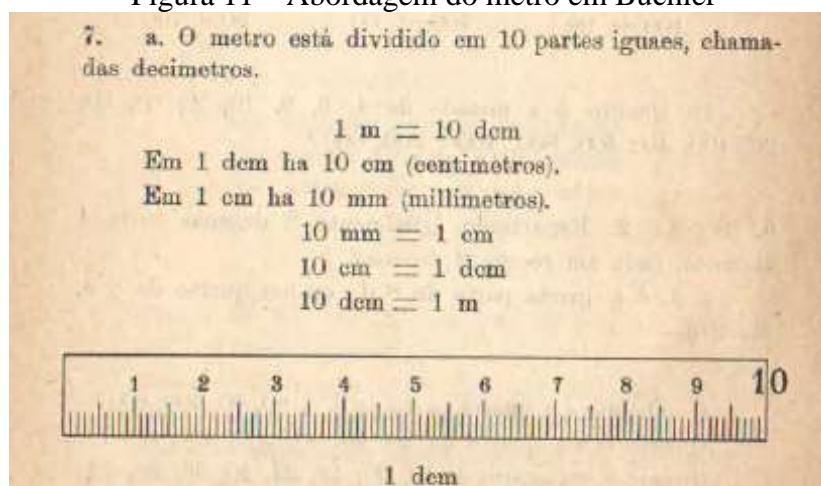 Figura 11 – Abordagem do metro em Buchler
7. a. O metro está dividido em 10 partes iguaes, chama-
das decimetros.
1 m = 10 dcm
Em 1 dcm ha 10 cm (centimetros).
Em 1 cm ha 10 mm (millimetros).
10 mm = 1 cm
10 cm = 1 dcm
10 dcm = 1 m
1 2 3 4 5 6 7 8 9 10
1 dcm